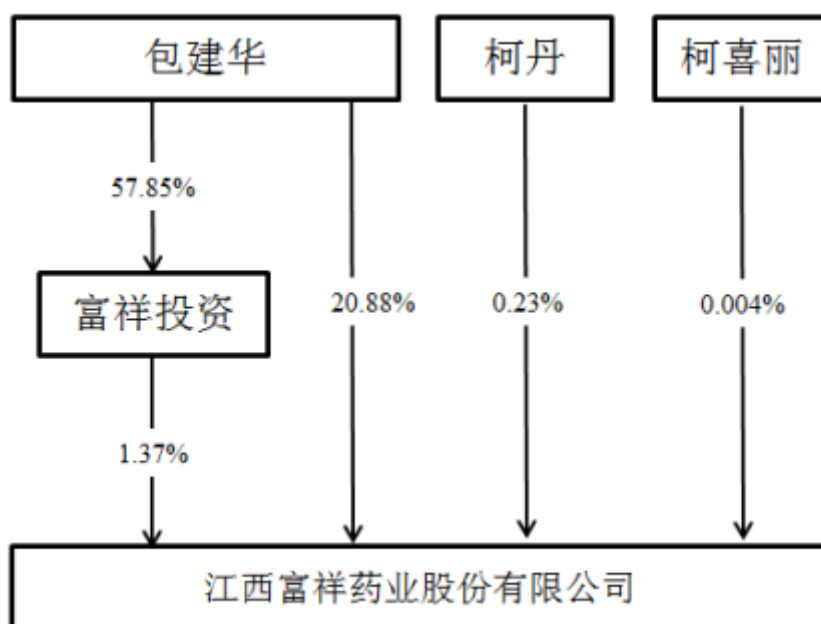 包建华
柯丹
柯喜丽
57.85%
富祥投资
20.88%
0.23%
0.004%
1.37%
江西富祥药业股份有限公司